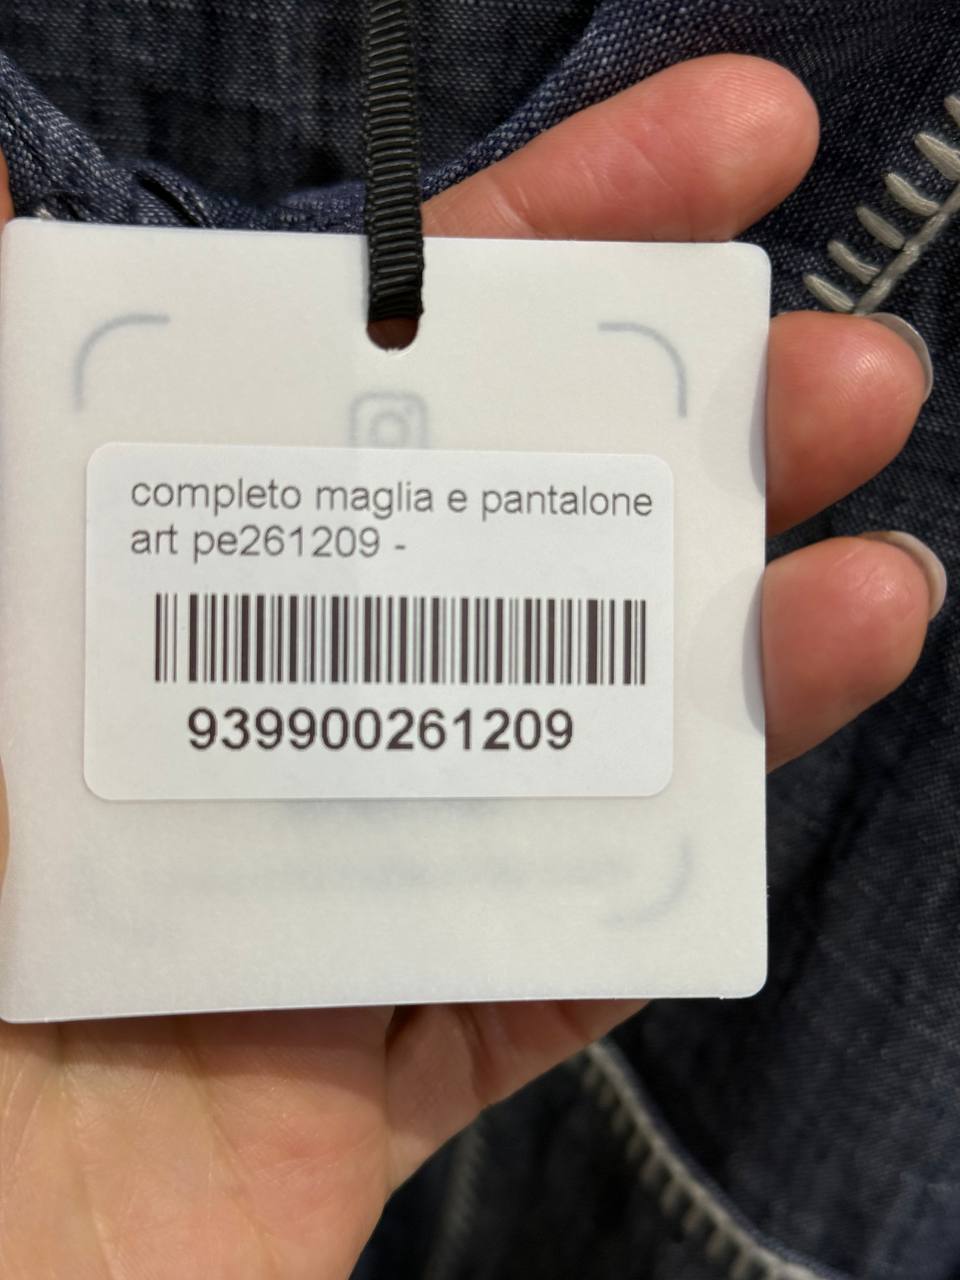 completo maglia e pantalone
art pe261209 -
939900261209